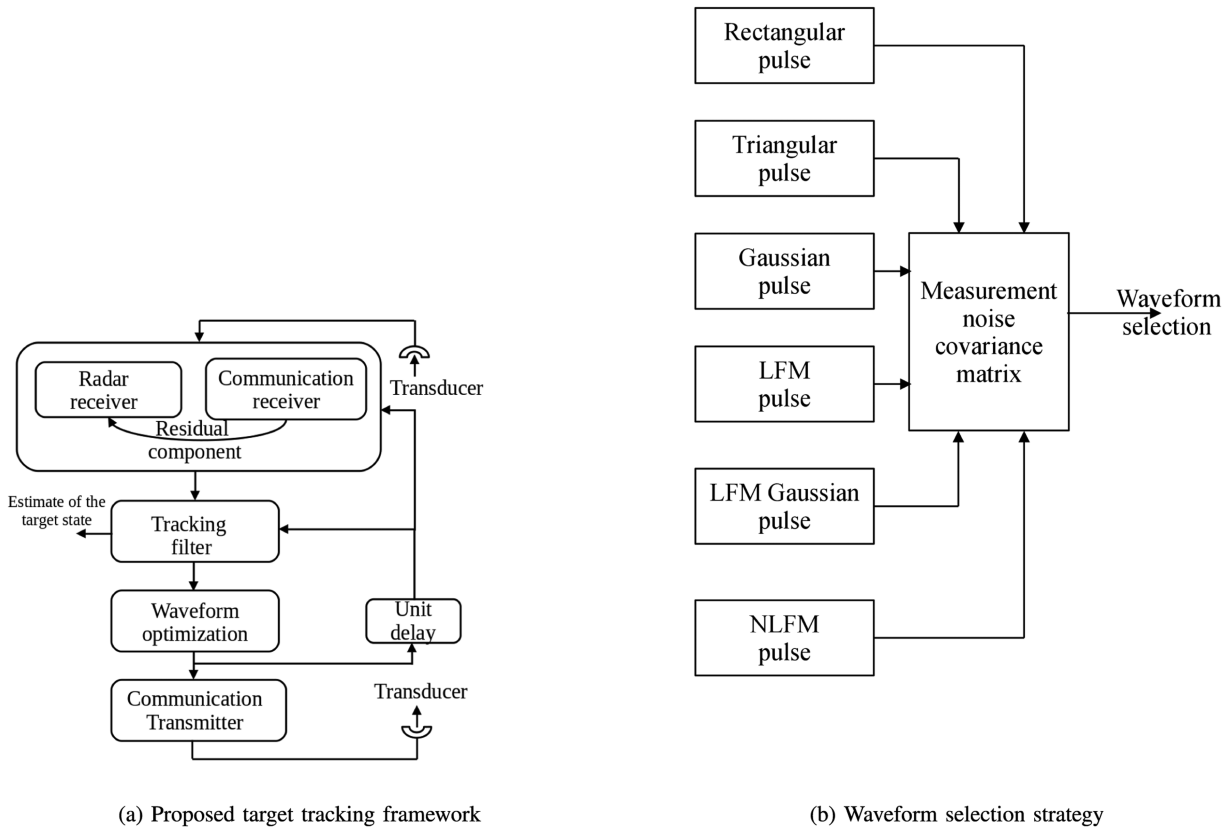 Radar
receiver
Communication
receiver
Residual
component
Transducer
Estimate of the
target state
Tracking
filter
Waveform
optimization
Unit
delay
Communication
Transmitter
Transducer
(a) Proposed target tracking framework
Rectangular
pulse
Triangular
pulse
Gaussian
pulse
LFM
pulse
LFM Gaussian
pulse
NLFM
pulse
Measurement
noise
covariance
matrix
Waveform
selection
(b) Waveform selection strategy